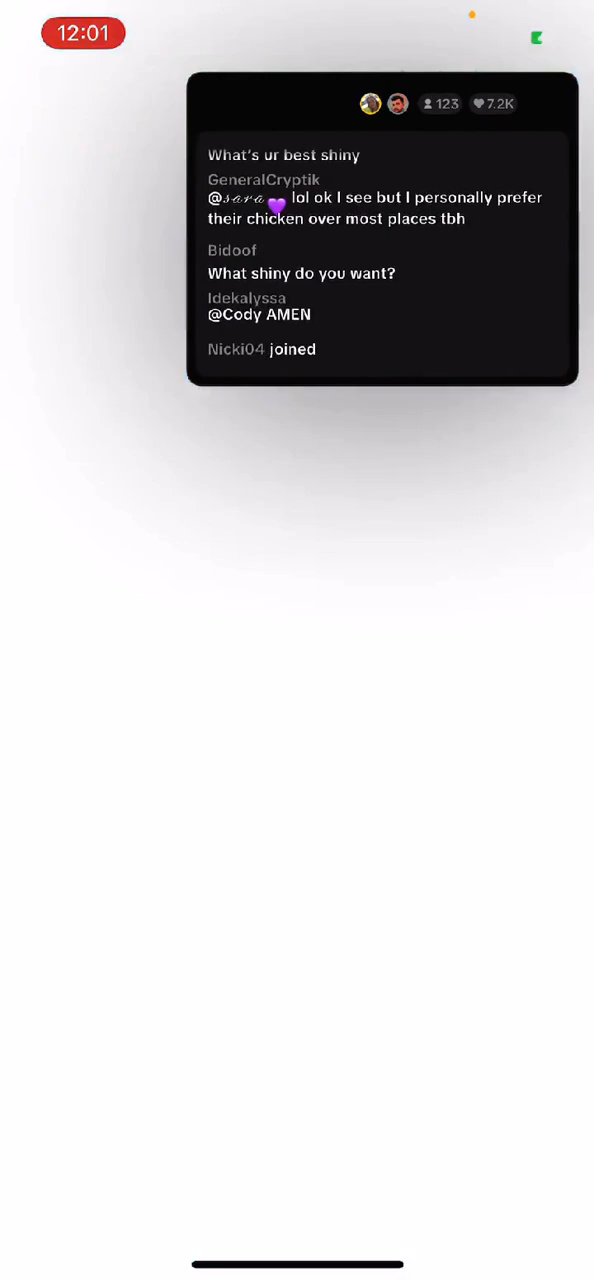 12:01
123 7.2K
What's ur best shiny
GeneralCryptik
@𝓈𝒶𝓇𝒶💜 lol ok I see but I personally prefer
their chicken over most places tbh
Bidoof
What shiny do you want?
Idekalyssa
@Cody AMEN
Nicki04 joined